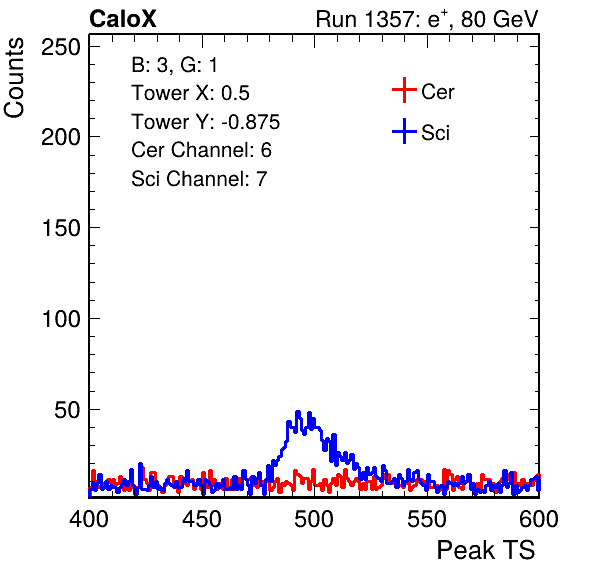 CaloX Run 1357: e+, 80 GeV
Counts
250
200
150
100
50
B: 3, G: 1
Tower X: 0.5
Tower Y: -0.875
Cer Channel: 6
Sci Channel: 7
Cer
Sci
400 450 500 550 600
Peak TS